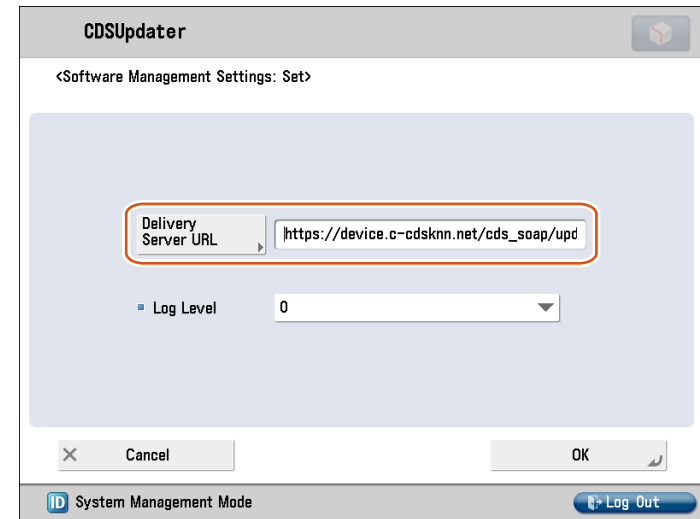 CDSUpdater
<Software Management Settings: Set>
Delivery
Server URL
https://device.c-cdsknn.net/cds_soap/upd
Log Level
0
Cancel
OK
ID System Management Mode
Log Out